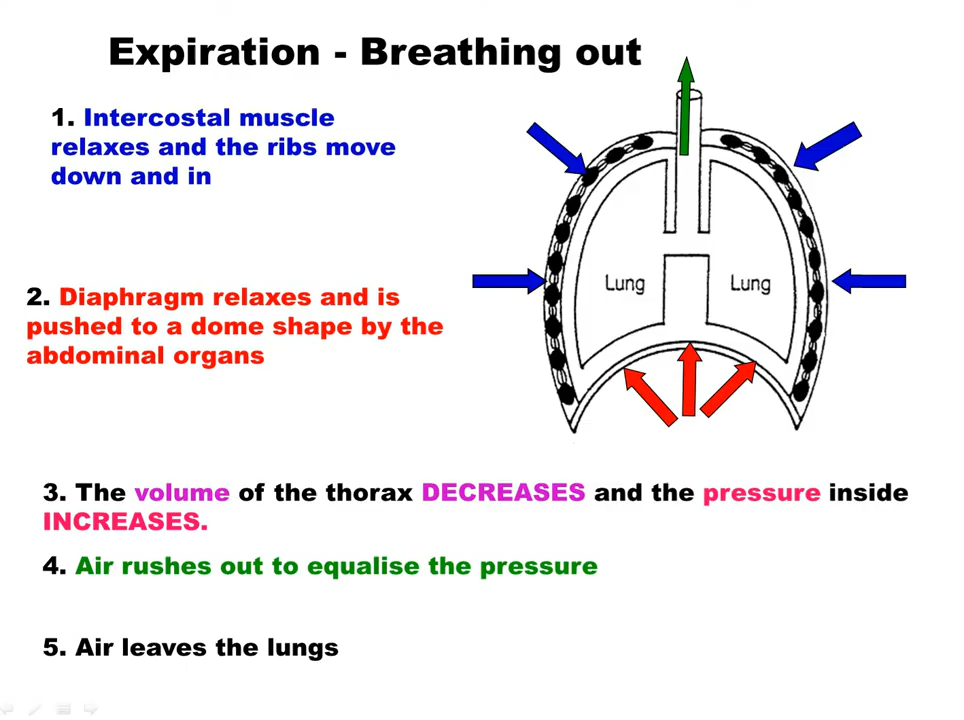 Expiration - Breathing out
1. Intercostal muscle
relaxes and the ribs move
down and in
2. Diaphragm relaxes and is
pushed to a dome shape by the
abdominal organs
Lung
Lung
3. The volume of the thorax DECREASES and the pressure inside
INCREASES.
4. Air rushes out to equalise the pressure
5. Air leaves the lungs